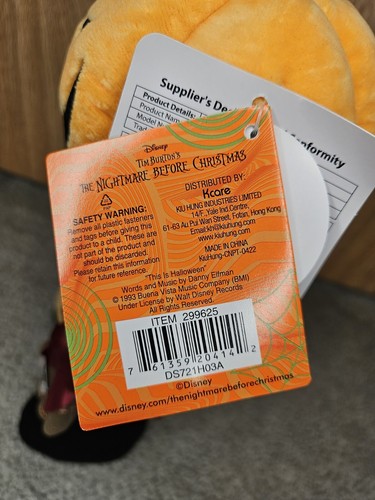 Supplier's De
Conformity
Product Details:
Product Nam
Model N
Trad
Disney
TIM BURTON'S
THE NIGHTMARE BEFORE CHRISTMAS
SAFETY WARNING:
Remove all plastic fasteners
and tags before giving this
product to a child. These are
not part of the product and
should be discarded.
Please retain this information
for future reference.
DISTRIBUTED BY:
Kcare
KIU HUNG INDUSTRIES LIMITED
14/F., Yale Ind Centre,
61-63 Au Pui Wan Street, Fotan, Hong Kong
Email:khi@kiuhung.com
www.kiuhung.com
MADE IN CHINA
KiuHung-CNPT-0422
"This Is Halloween"
Words and Music by Danny Elfman
© 1993 Buena Vista Music Company (BMI)
Under License by Walt Disney Records
All Rights Reserved
ITEM 299625
7 61359 20414 2
DS721H03A
©Disney
www.disney.com/thenightmarebeforechristmas